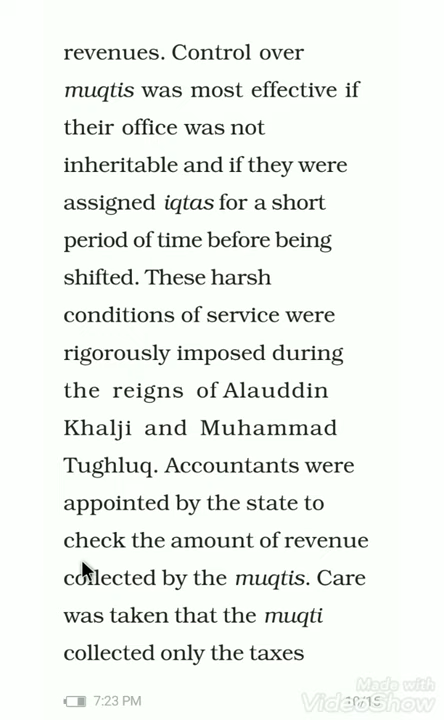 revenues. Control over
muqtis was most effective if
their office was not
inheritable and if they were
assigned iqtas for a short
period of time before being
shifted. These harsh
conditions of service were
rigorously imposed during
the reigns of Alauddin
Khalji and Muhammad
Tughluq. Accountants were
appointed by the state to
check the amount of revenue
collected by the muqtis. Care
was taken that the muqti
collected only the taxes
Made with
7:23 PM
VideoShow